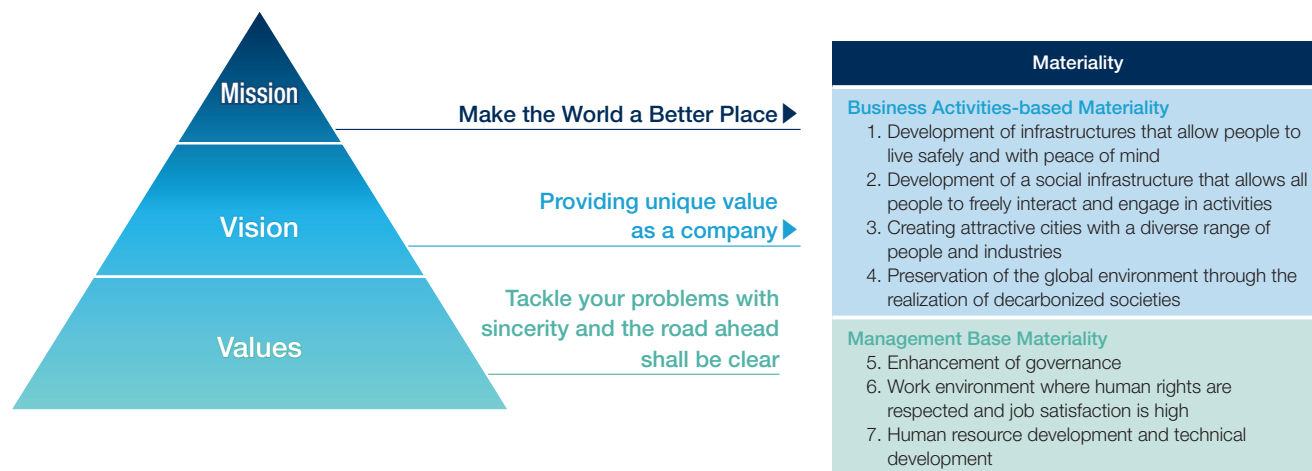 Mission
Make the World a Better Place
Vision
Providing unique value
as a company
Values
Tackle your problems with
sincerity and the road ahead
shall be clear
Materiality
Business Activities-based Materiality
1. Development of infrastructures that allow people to
live safely and with peace of mind
2. Development of a social infrastructure that allows all
people to freely interact and engage in activities
3. Creating attractive cities with a diverse range of
people and industries
4. Preservation of the global environment through the
realization of decarbonized societies
Management Base Materiality
5. Enhancement of governance
6. Work environment where human rights are
respected and job satisfaction is high
7. Human resource development and technical
development